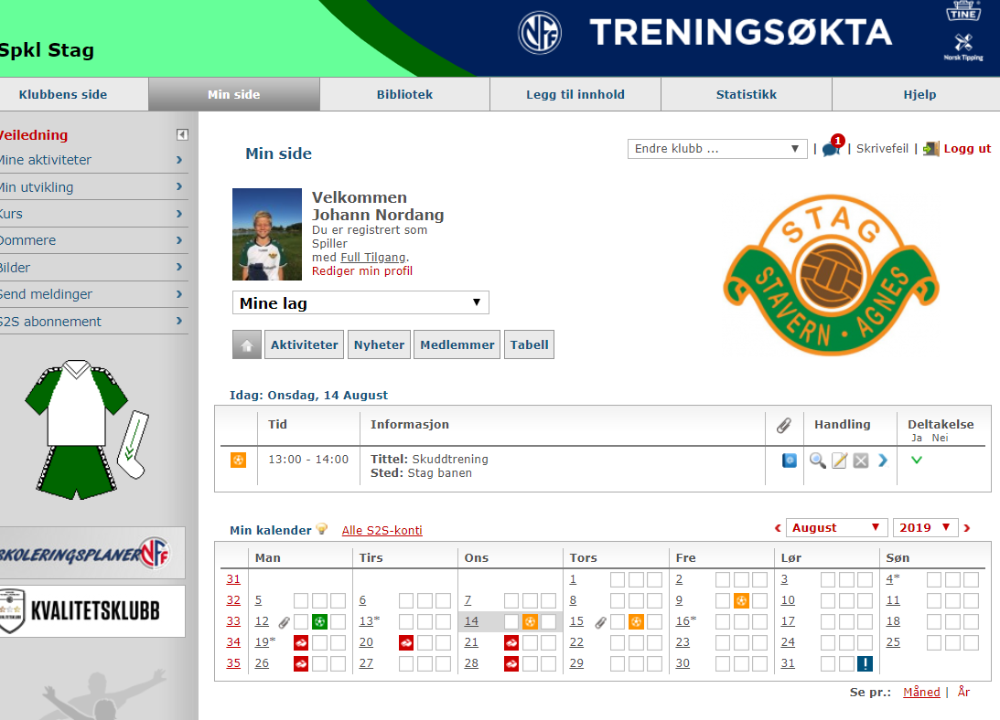 Spkl Stag
NFF
TRENINGSØKTA
TINE
Norsk Tipping
Klubbens side
Min side
Bibliotek
Legg til innhold
Statistikk
Hjelp
Veiledning
Mine aktiviteter
Min utvikling
Kurs
Dommere
Bilder
Send meldinger
S2S abonnement
SKOLERINGSPLANER NFF
KVALITETSKLUBB
Min side
Endre klubb ...
| 1 | Skrivefeil | Logg ut
Velkommen
Johann Nordang
Du er registrert som
Spiller
med Full Tilgang.
Rediger min profil
STAG
STAVERN • AGNES
Mine lag
Aktiviteter
Nyheter
Medlemmer
Tabell
Idag: Onsdag, 14 August
Tid Informasjon Handling Deltakelse
Ja Nei
13:00 - 14:00 Tittel: Skuddtrening
Sted: Stag banen
Min kalender Alle S2S-konti
August 2019
Man Tirs Ons Tors Fre Lør Søn
31 1 2 3 4*
32 5 6 7 8 9 10 11
33 12 13* 14 15 16* 17 18
34 19* 20 21 22 23 24 25
35 26 27 28 29 30 31 !
Se pr.: Måned | År